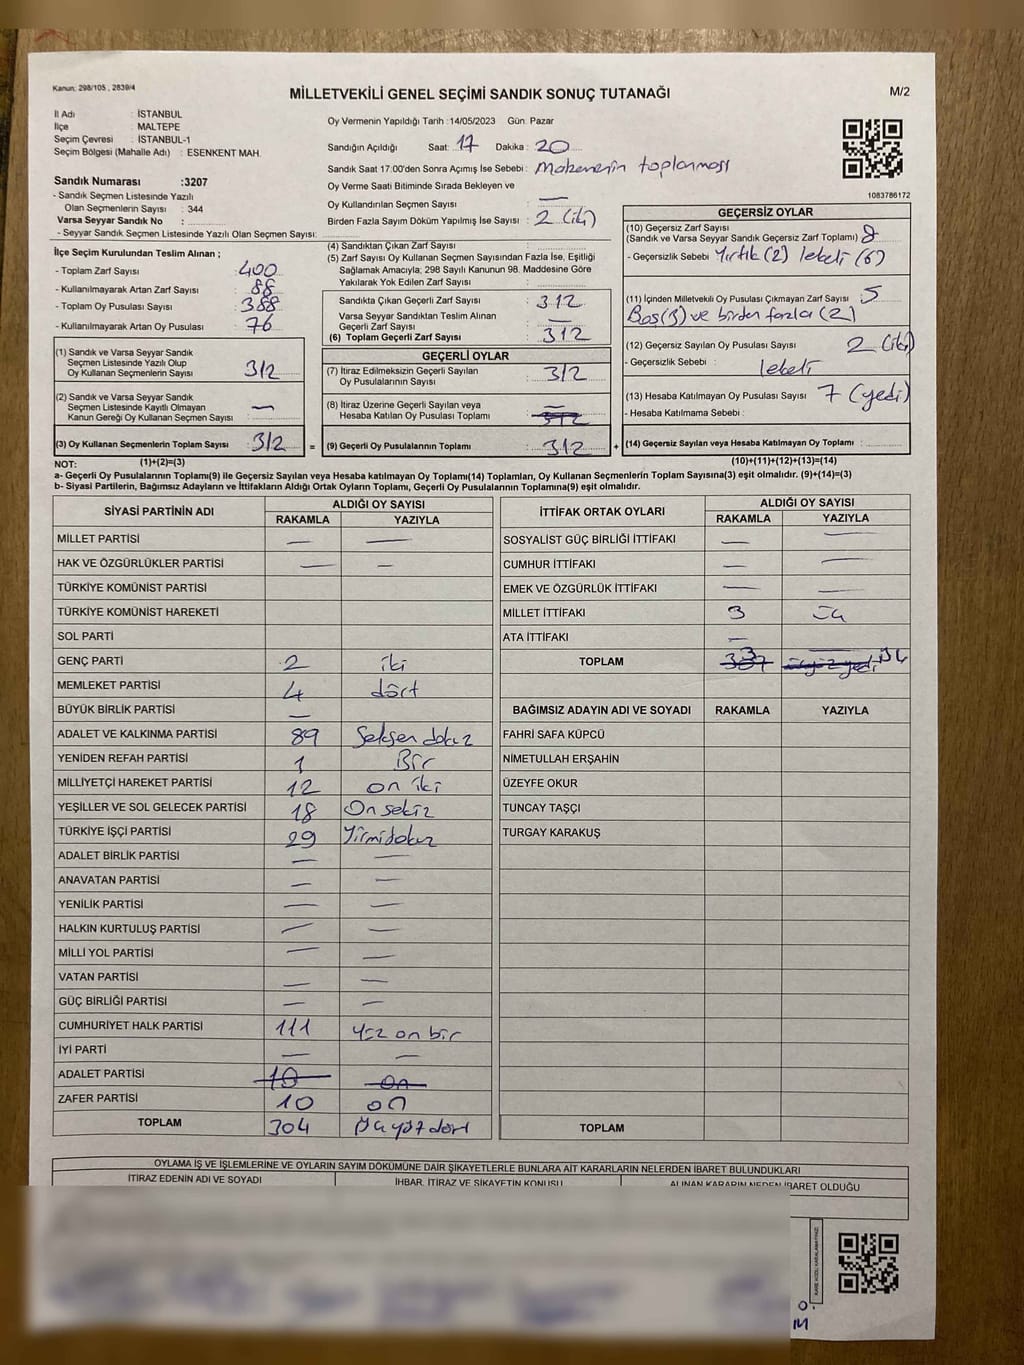 Kanun: 298/105 , 2839/4
MİLLETVEKİLİ GENEL SEÇİMİ SANDIK SONUÇ TUTANAĞI
M/2
İl Adı : İSTANBUL
İlçe : MALTEPE
Seçim Çevresi : İSTANBUL-1
Seçim Bölgesi (Mahalle Adı) : ESENKENT MAH.
Oy Vermenin Yapıldığı Tarih :14/05/2023 Gün: Pazar
Sandığın Açıldığı Saat: 17 Dakika: 20
Sandık Saat 17.00'den Sonra Açımış İse Sebebi : toplanması
Oy Verme Saati Bitiminde Sırada Bekleyen ve
Oy Kullandırılan Seçmen Sayısı : —
Birden Fazla Sayım Döküm Yapılmış İse Sayısı : 2 (iki)
1083786172
Sandık Numarası :3207
- Sandık Seçmen Listesinde Yazılı
Olan Seçmenlerin Sayısı : 344
Varsa Seyyar Sandık No :
- Seyyar Sandık Seçmen Listesinde Yazılı Olan Seçmen Sayısı:
İlçe Seçim Kurulundan Teslim Alınan ;
- Toplam Zarf Sayısı : 400
- Kullanılmayarak Artan Zarf Sayısı : 88
- Toplam Oy Pusulası Sayısı : 388
- Kullanılmayarak Artan Oy Pusulası : 76
(1) Sandık ve Varsa Seyyar Sandık
Seçmen Listesinde Yazılı Olup
Oy Kullanan Seçmenlerin Sayısı : 312
(2) Sandık ve Varsa Seyyar Sandık
Seçmen Listesinde Kayıtlı Olmayan
Kanun Gereği Oy Kullanan Seçmen Sayısı : —
(3) Oy Kullanan Seçmenlerin Toplam Sayısı : 312 =
(4) Sandıktan Çıkan Zarf Sayısı :
(5) Zarf Sayısı Oy Kullanan Seçmen Sayısından Fazla İse, Eşitliği
Sağlamak Amacıyla; 298 Sayılı Kanunun 98. Maddesine Göre
Yakılarak Yok Edilen Zarf Sayısı :
Sandıkta Çıkan Geçerli Zarf Sayısı : 312
Varsa Seyyar Sandıktan Teslim Alınan
Geçerli Zarf Sayısı : —
(6) Toplam Geçerli Zarf Sayısı : 312
GEÇERLİ OYLAR
(7) İtiraz Edilmeksizin Geçerli Sayılan
Oy Pusulalarının Sayısı : 312
(8) İtiraz Üzerine Geçerli Sayılan veya
Hesaba Katılan Oy Pusulası Toplamı : 312
(9) Geçerli Oy Pusulalarının Toplamı : 312 +
GEÇERSİZ OYLAR
(10) Geçersiz Zarf Sayısı
(Sandık ve Varsa Seyyar Sandık Geçersiz Zarf Toplamı) : 8
- Geçersizlik Sebebi : Yırtık (2) lekeli (6)
(11) İçinden Milletvekili Oy Pusulası Çıkmayan Zarf Sayısı : 5
Boş (3) ve birden fazla (2)
(12) Geçersiz Sayılan Oy Pusulası Sayısı : 2 (iki)
- Geçersizlik Sebebi : lekeli
(13) Hesaba Katılmayan Oy Pusulası Sayısı : 7 (yedi)
- Hesaba Katılmama Sebebi :
(14) Geçersiz Sayılan veya Hesaba Katılmayan Oy Toplamı :
NOT: (1)+(2)=(3) (10)+(11)+(12)+(13)=(14)
a- Geçerli Oy Pusulalarının Toplamı(9) ile Geçersiz Sayılan veya Hesaba katılmayan Oy Toplamı(14) Toplamları, Oy Kullanan Seçmenlerin Toplam Sayısına(3) eşit olmalıdır. (9)+(14)=(3)
b- Siyasi Partilerin, Bağımsız Adayların ve İttifakların Aldığı Ortak Oyların Toplamı, Geçerli Oy Pusulalarının Toplamına(9) eşit olmalıdır.
SİYASİ PARTİNİN ADI ALDIĞI OY SAYISI
RAKAMLA YAZIYLA
MİLLET PARTİSİ — —
HAK VE ÖZGÜRLÜKLER PARTİSİ — —
TÜRKİYE KOMÜNİST PARTİSİ
TÜRKİYE KOMÜNİST HAREKETİ
SOL PARTİ
GENÇ PARTİ 2 iki
MEMLEKET PARTİSİ 4 dört
BÜYÜK BİRLİK PARTİSİ —
ADALET VE KALKINMA PARTİSİ 89 Seksen dokuz
YENİDEN REFAH PARTİSİ 1 Bir
MİLLİYETÇİ HAREKET PARTİSİ 12 on iki
YEŞİLLER VE SOL GELECEK PARTİSİ 18 On sekiz
TÜRKİYE İŞÇİ PARTİSİ 29 Yirmidokuz
ADALET BİRLİK PARTİSİ — —
ANAVATAN PARTİSİ — —
YENİLİK PARTİSİ — —
HALKIN KURTULUŞ PARTİSİ — —
MİLLİ YOL PARTİSİ — —
VATAN PARTİSİ — —
GÜÇ BİRLİĞİ PARTİSİ — —
CUMHURİYET HALK PARTİSİ 111 Yüz on bir
İYİ PARTİ — —
ADALET PARTİSİ 10 on
ZAFER PARTİSİ 10 on
TOPLAM 304 Üç yüz dört
İTTİFAK ORTAK OYLARI ALDIĞI OY SAYISI
RAKAMLA YAZIYLA
SOSYALİST GÜÇ BİRLİĞİ İTTİFAKI — —
CUMHUR İTTİFAKI — —
EMEK VE ÖZGÜRLÜK İTTİFAKI — —
MİLLET İTTİFAKI 3 üç
ATA İTTİFAKI — —
TOPLAM 3
BAĞIMSIZ ADAYIN ADI VE SOYADI RAKAMLA YAZIYLA
FAHRİ SAFA KÜPCÜ
NİMETULLAH ERŞAHİN
ÜZEYFE OKUR
TUNCAY TAŞÇI
TURGAY KARAKUŞ
TOPLAM
OYLAMA İŞ VE İŞLEMLERİNE VE OYLARIN SAYIM DÖKÜMÜNE DAİR ŞİKAYETLERLE BUNLARA AİT KARARLARIN NELERDEN İBARET BULUNDUKLARI
İTİRAZ EDENİN ADI VE SOYADI İHBAR, İTİRAZ VE ŞİKAYETİN KONUSU ALINAN KARARIN NEDEN İBARET OLDUĞU